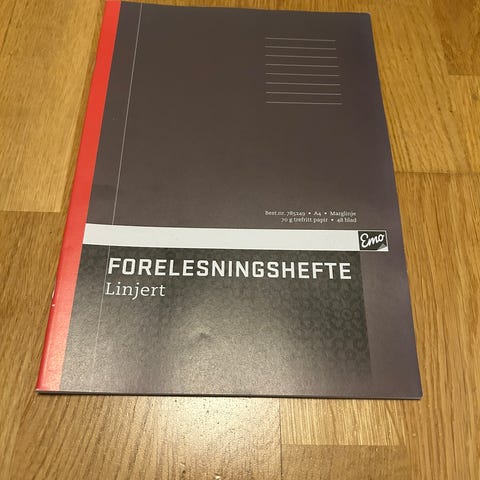 Best.nr. 785249 • A4 • Marglinje
70 g trefritt papir • 48 blad
Emo
FORELESNINGSHEFTE
Linjert